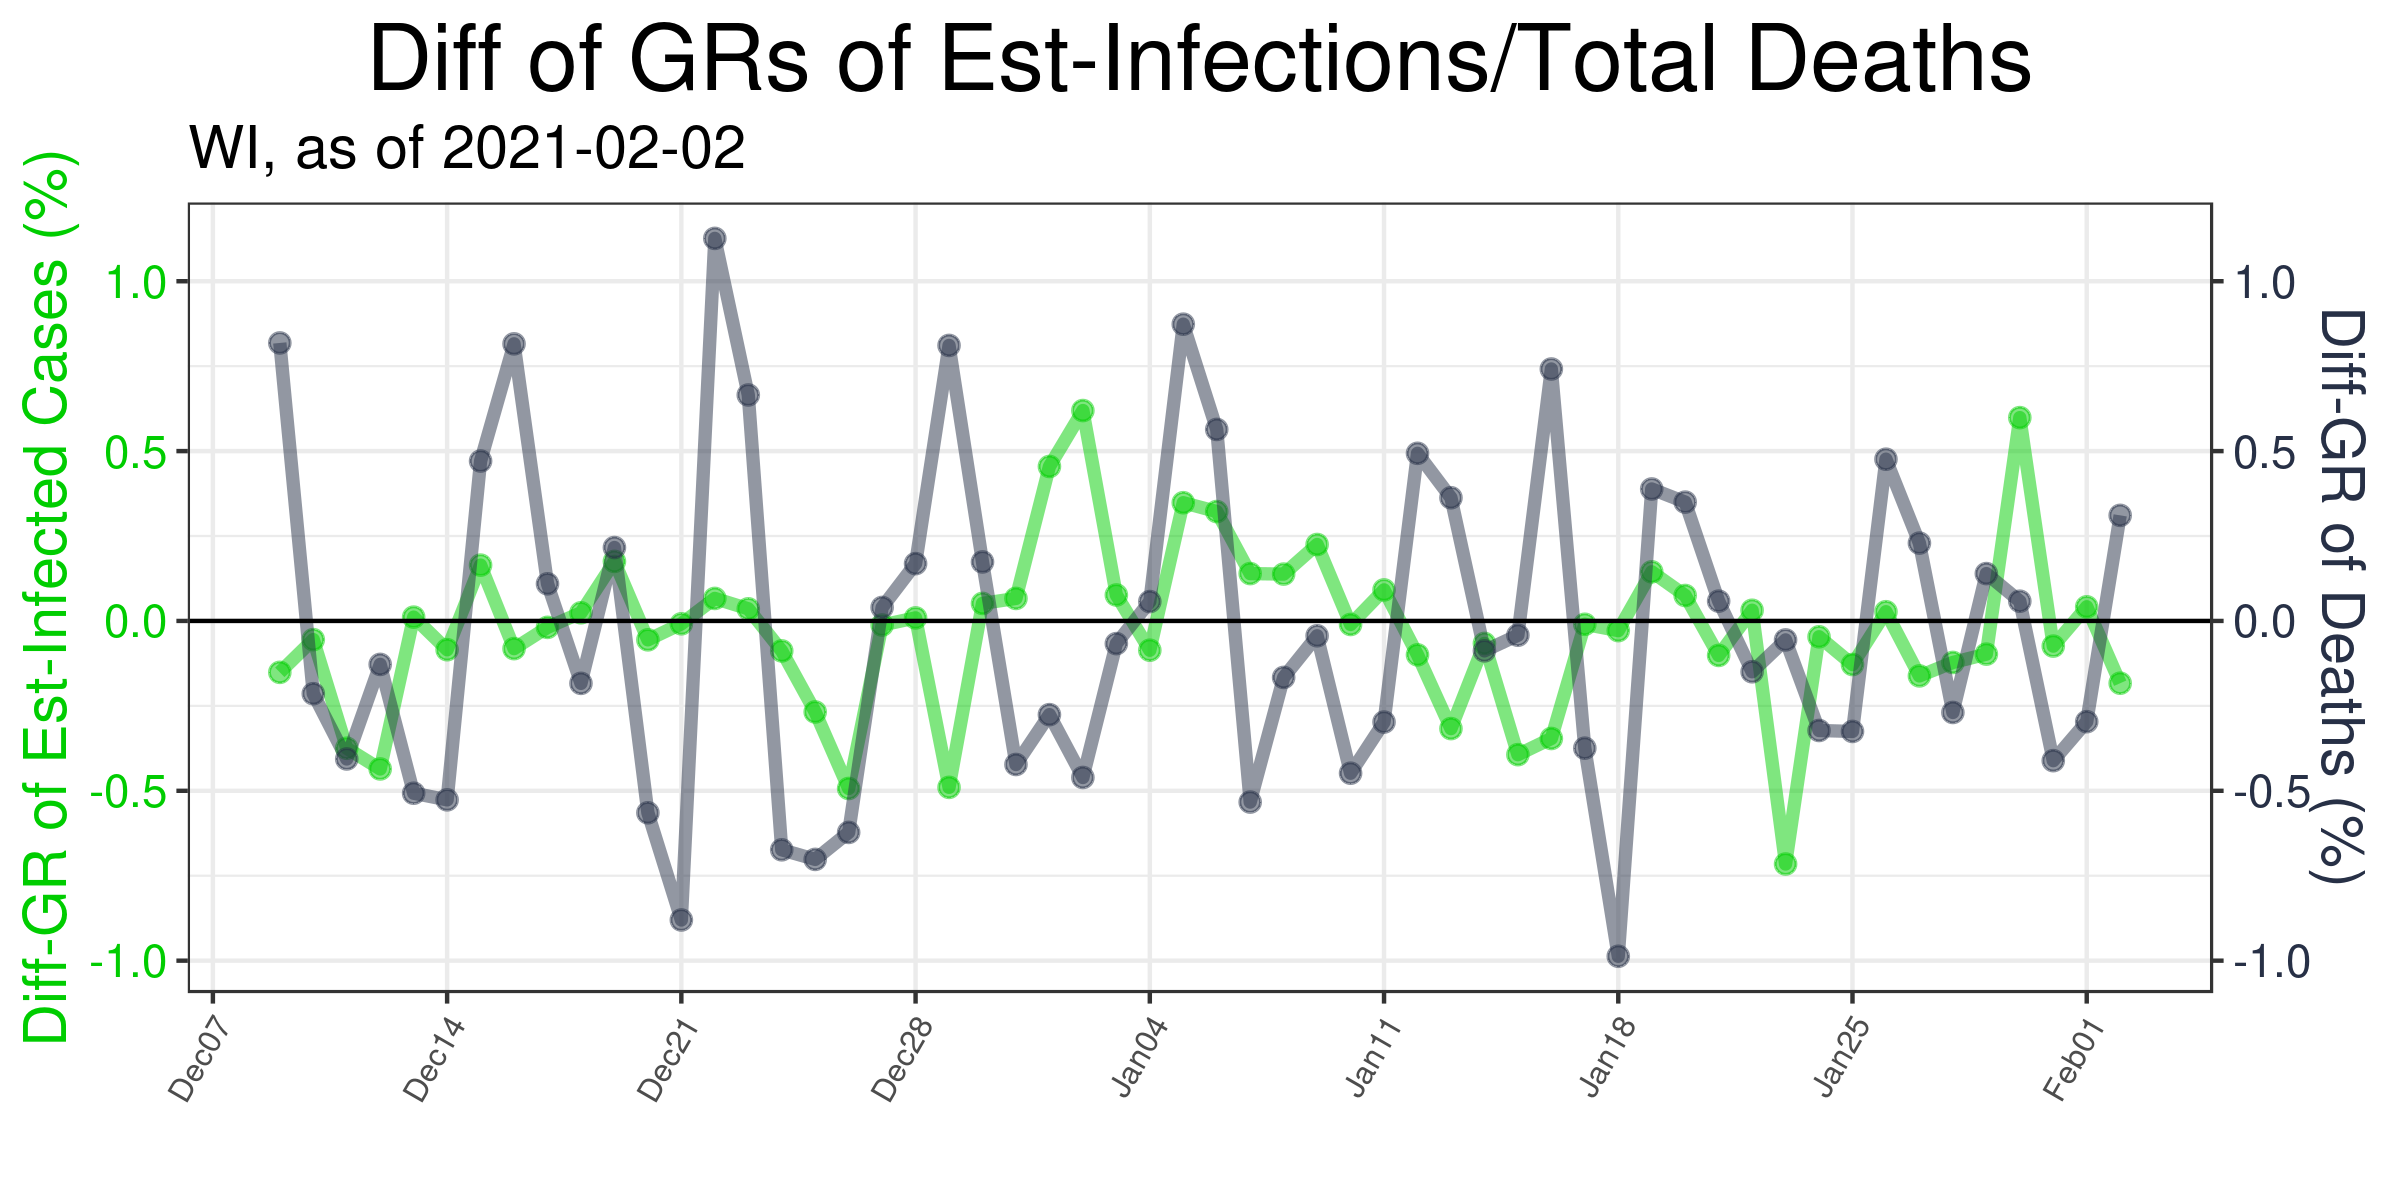 Diff of GRs of Est-Infections/Total Deaths
WI, as of 2021-02-02
Diff-GR of Est-Infected Cases (%)
1.0
0.5
0.0
-0.5
-1.0
1.0
0.5
0.0
-0.5
-1.0
Diff-GR of Deaths (%)
Dec07
Dec14
Dec21
Dec28
Jan04
Jan11
Jan18
Jan25
Feb01